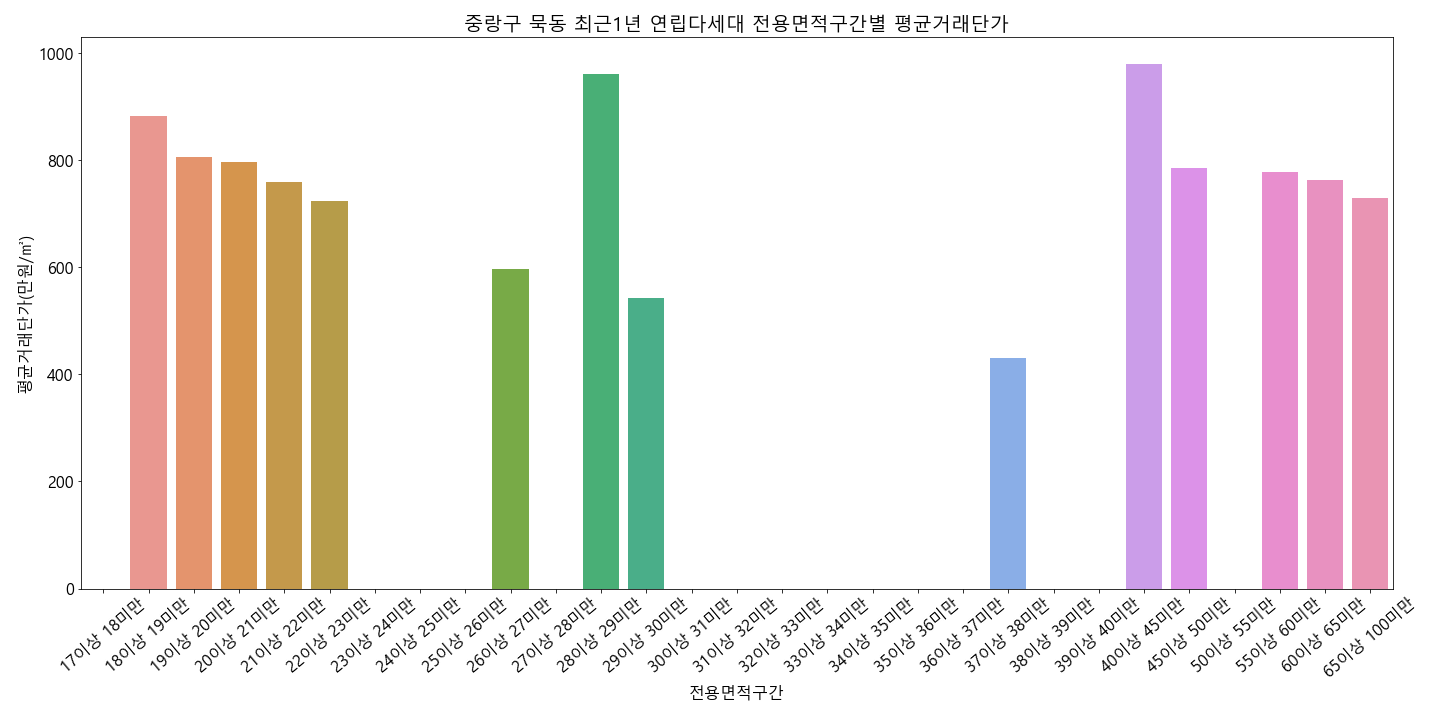 중랑구 묵동 최근1년 연립다세대 전용면적구간별 평균거래단가
평균거래단가(만원/㎡)
1000
800
600
400
200
0
17이상 18미만
18이상 19미만
19이상 20미만
20이상 21미만
21이상 22미만
22이상 23미만
23이상 24미만
24이상 25미만
25이상 26미만
26이상 27미만
27이상 28미만
28이상 29미만
29이상 30미만
30이상 31미만
31이상 32미만
32이상 33미만
33이상 34미만
34이상 35미만
35이상 36미만
36이상 37미만
37이상 38미만
38이상 39미만
39이상 40미만
40이상 45미만
45이상 50미만
50이상 55미만
55이상 60미만
60이상 65미만
65이상 100미만
전용면적구간